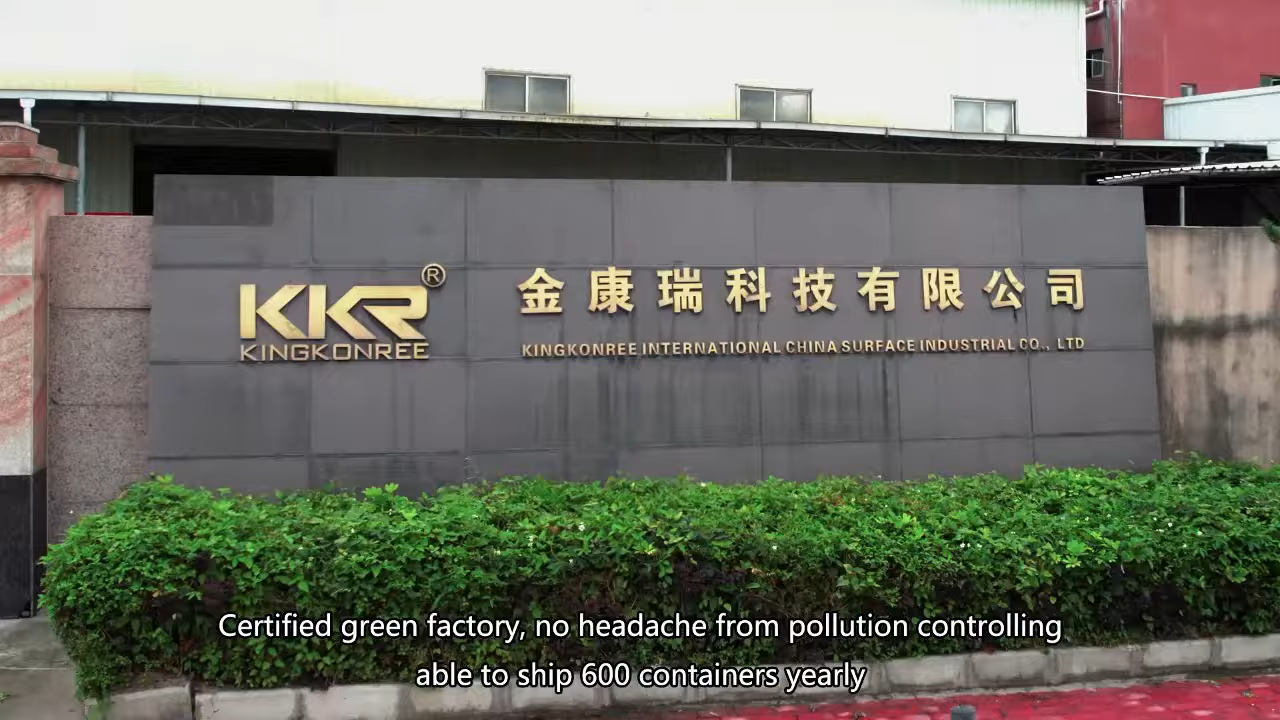 KKR®
KINGKONREE
金康瑞科技有限公司
KINGKONREE INTERNATIONAL CHINA SURFACE INDUSTRIAL CO., LTD
Certified green factory, no headache from pollution controlling
able to ship 600 containers yearly